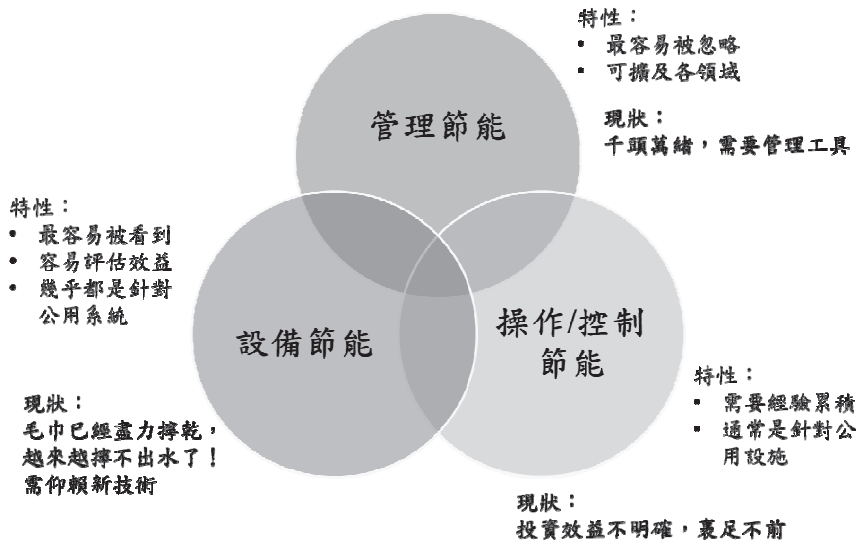 特性：
• 最容易被忽略
• 可擴及各領域
現狀：
千頭萬緒，需要管理工具
管理節能
特性：
• 最容易被看到
• 容易評估效益
• 幾乎都是針對
公用系統
設備節能
現狀：
毛巾已經盡力擰乾，
越來越擰不出水了！
需仰賴新技術
操作/控制
節能
特性：
• 需要經驗累積
• 通常是針對公
用設施
現狀：
投資效益不明確，裹足不前